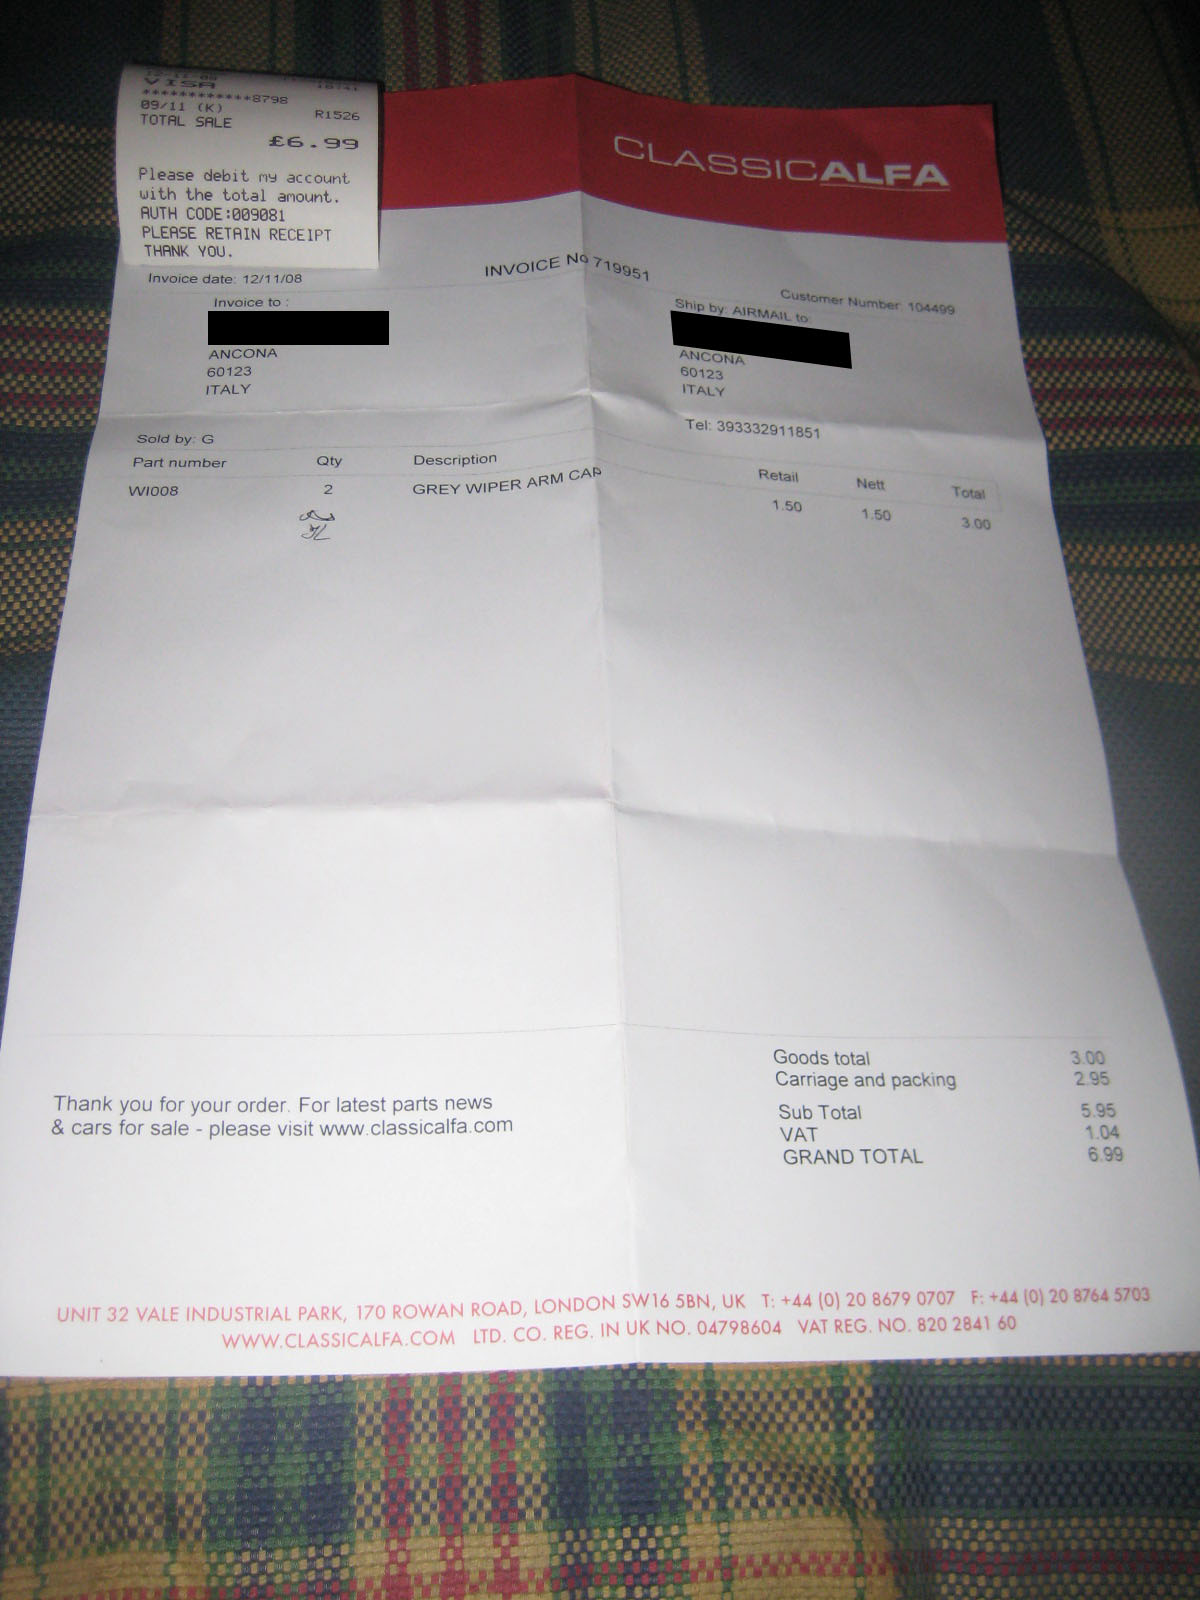 VISA
************8798
09/11 (K) R1526
TOTAL SALE
£6.99
Please debit my account
with the total amount.
AUTH CODE:009081
PLEASE RETAIN RECEIPT
THANK YOU.
CLASSICALFA
Invoice date: 12/11/08
INVOICE No 719951
Customer Number: 104499
Invoice to :
ANCONA
60123
ITALY
Ship by: AIRMAIL to:
ANCONA
60123
ITALY
Tel: 393332911851
Sold by: G
Part number Qty Description Retail Nett Total
WI008 2 GREY WIPER ARM CAP 1.50 1.50 3.00
Goods total 3.00
Carriage and packing 2.95
Sub Total 5.95
VAT 1.04
GRAND TOTAL 6.99
Thank you for your order. For latest parts news
& cars for sale - please visit www.classicalfa.com
UNIT 32 VALE INDUSTRIAL PARK, 170 ROWAN ROAD, LONDON SW16 5BN, UK T: +44 (0) 20 8679 0707 F: +44 (0) 20 8764 5703
WWW.CLASSICALFA.COM LTD. CO. REG. IN UK NO. 04798604 VAT REG. NO. 820 2841 60